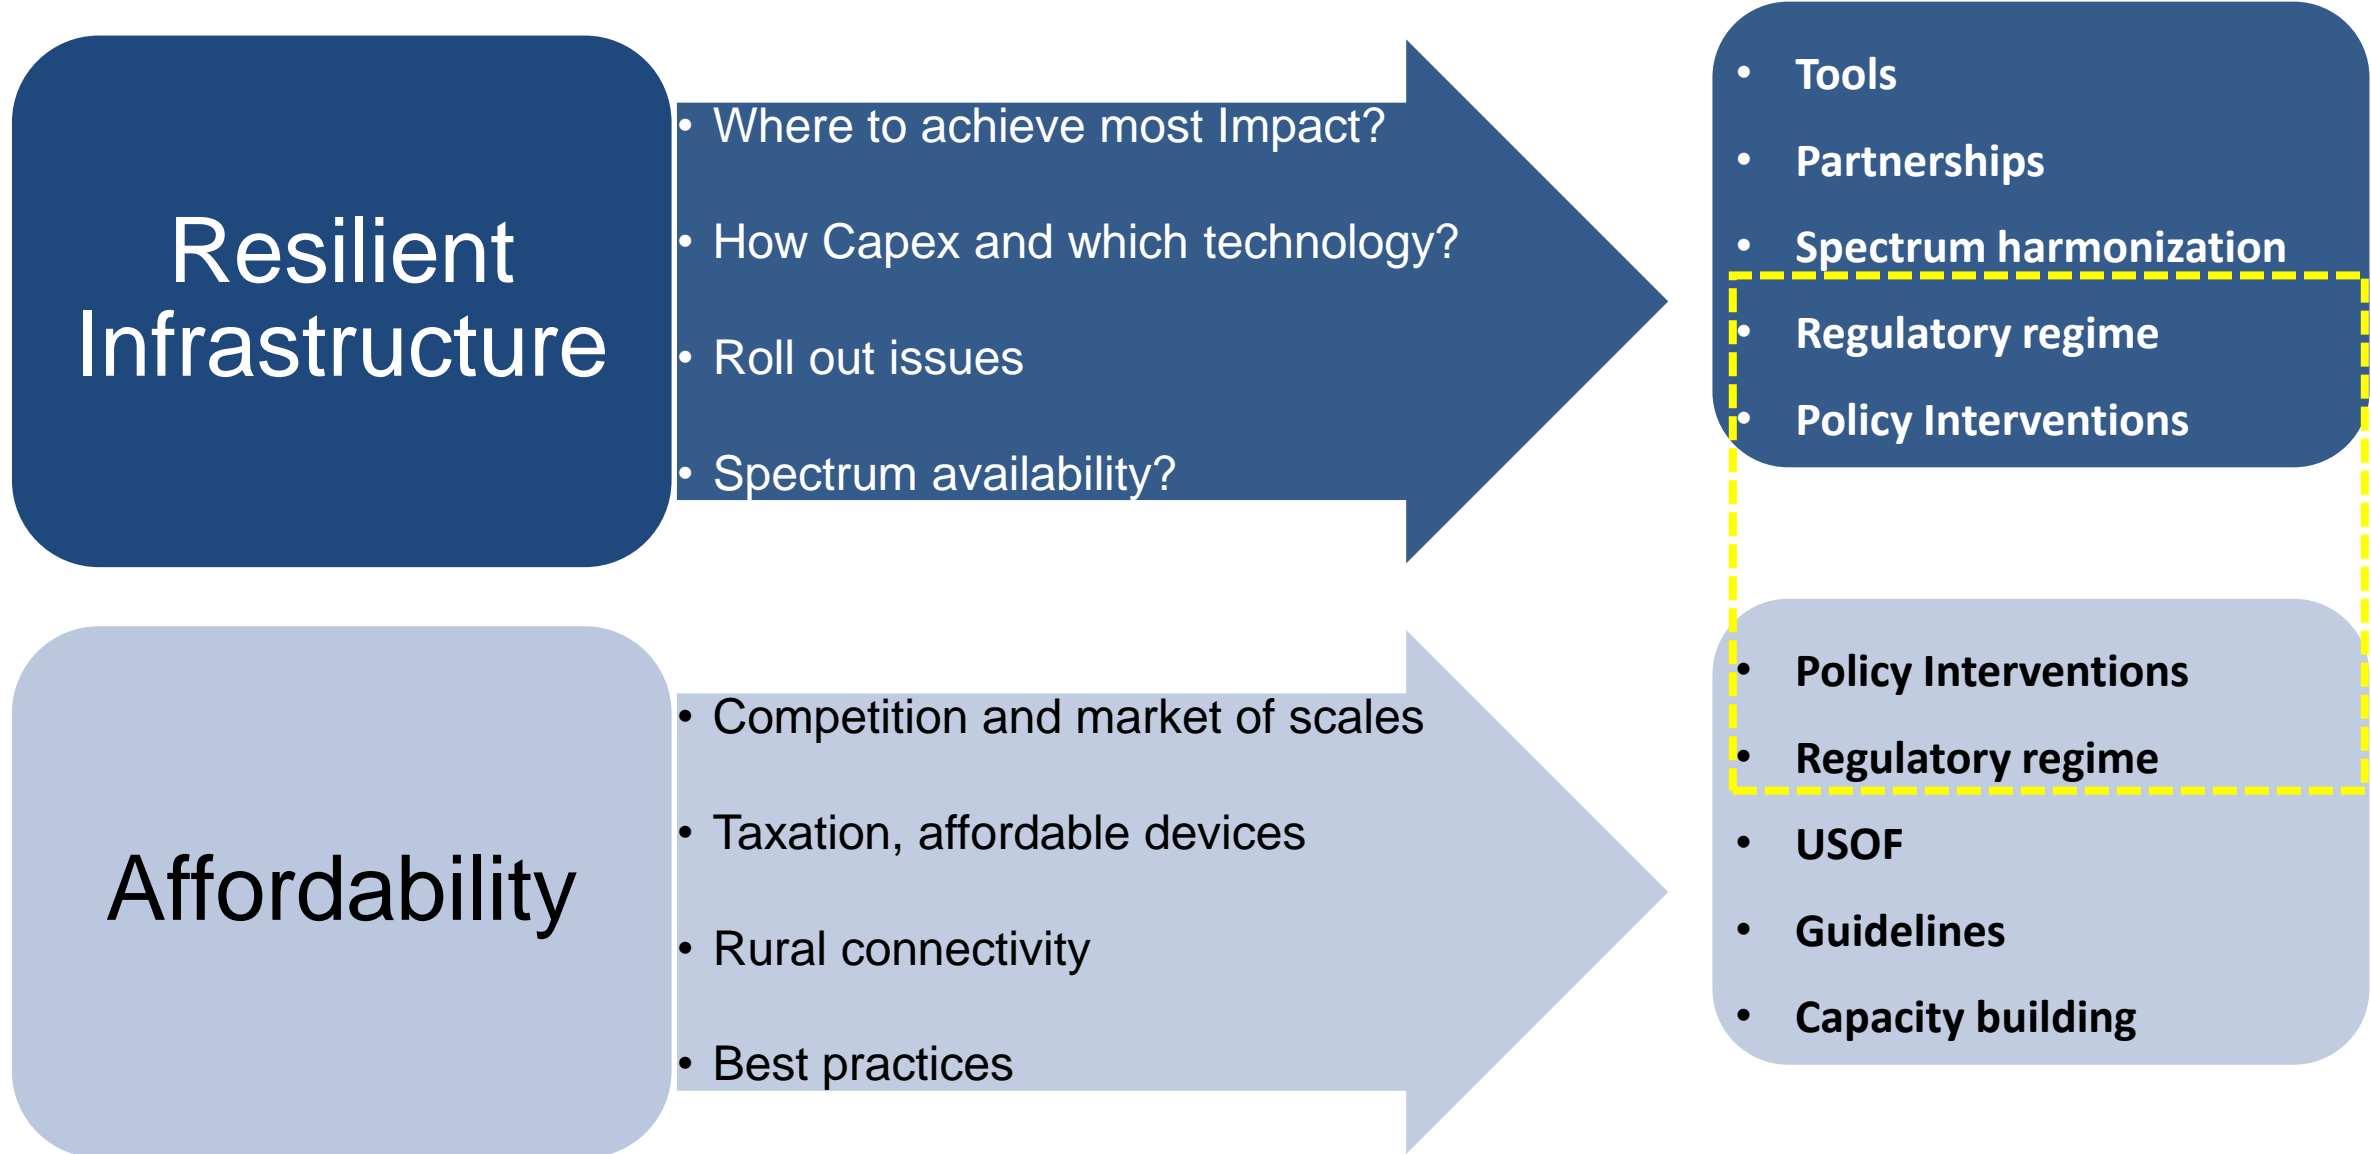 Resilient
Infrastructure
• Where to achieve most Impact?
• How Capex and which technology?
• Roll out issues
• Spectrum availability?
• Tools
• Partnerships
• Spectrum harmonization
• Regulatory regime
• Policy Interventions
Affordability
• Competition and market of scales
• Taxation, affordable devices
• Rural connectivity
• Best practices
• Policy Interventions
• Regulatory regime
• USOF
• Guidelines
• Capacity building